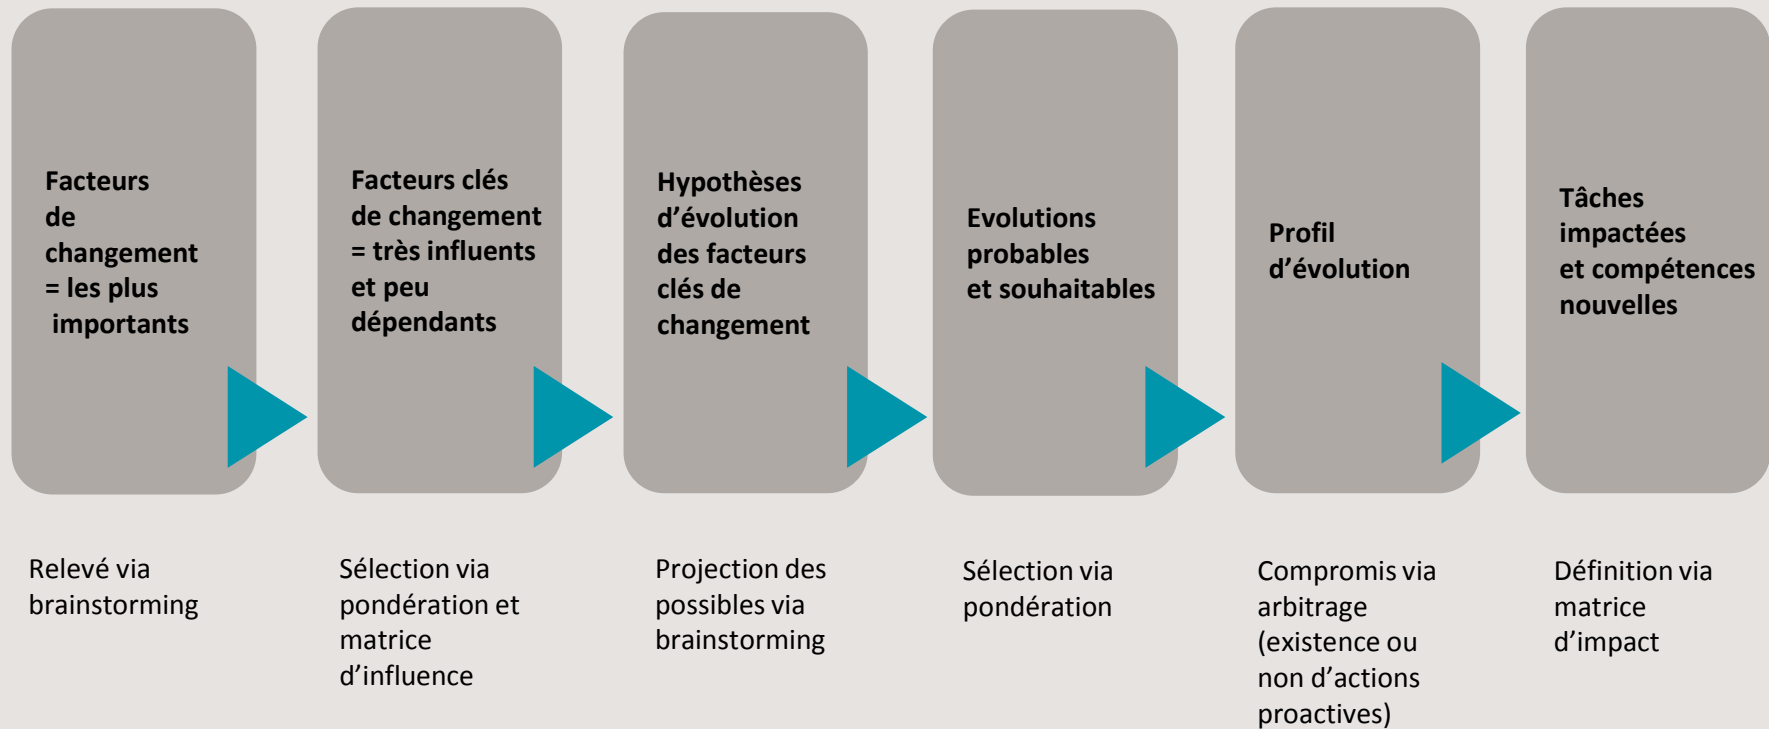 Facteurs
de
changement
= les plus
importants
Facteurs clés
de changement
= très influents
et peu
dépendants
Hypothèses
d’évolution
des facteurs
clés de
changement
Evolutions
probables
et souhaitables
Profil
d’évolution
Tâches
impactées
et compétences
nouvelles
Relevé via
brainstorming
Sélection via
pondération et
matrice
d’influence
Projection des
possibles via
brainstorming
Sélection via
pondération
Compromis via
arbitrage
(existence ou
non d’actions
proactives)
Définition via
matrice
d’impact